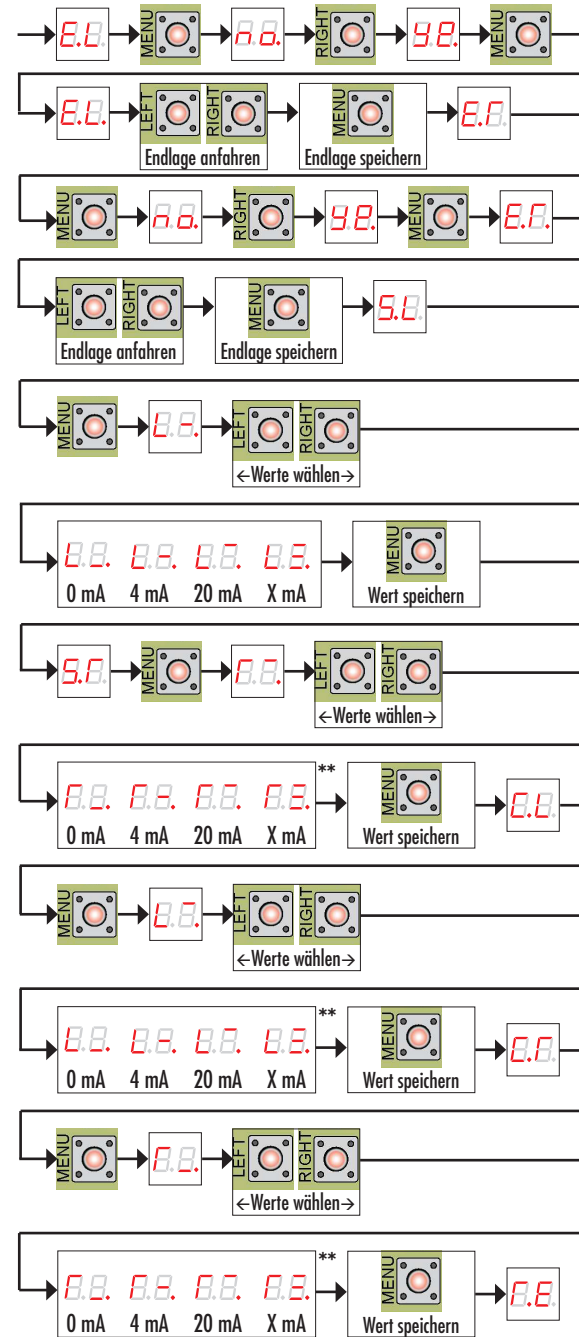 E.L. MENU n.o. RIGHT Y.E. MENU
E.L. LEFT RIGHT MENU E.Γ.
Endlage anfahren Endlage speichern
MENU n.o. RIGHT Y.E. MENU E.Γ.
LEFT RIGHT MENU S.L.
Endlage anfahren Endlage speichern
MENU L -. LEFT RIGHT
←Werte wählen→
L _. L -. L ‾. L Ξ. MENU
0 mA 4 mA 20 mA X mA Wert speichern
S.Γ. MENU Γ ‾. LEFT RIGHT
←Werte wählen→
Γ _. Γ -. Γ ‾. Γ Ξ. ** MENU C.L.
0 mA 4 mA 20 mA X mA Wert speichern
MENU L ‾. LEFT RIGHT
←Werte wählen→
L _. L -. L ‾. L Ξ. ** MENU C.Γ.
0 mA 4 mA 20 mA X mA Wert speichern
MENU Γ _. LEFT RIGHT
←Werte wählen→
Γ _. Γ -. Γ ‾. Γ Ξ. ** MENU Γ.E.
0 mA 4 mA 20 mA X mA Wert speichern